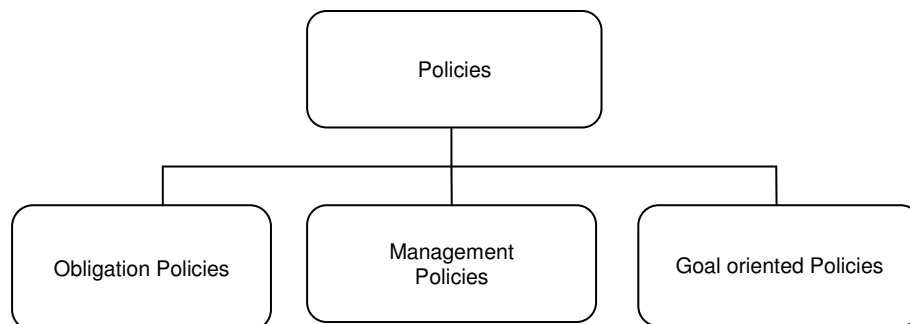 Policies
Obligation Policies
Management
Policies
Goal oriented Policies